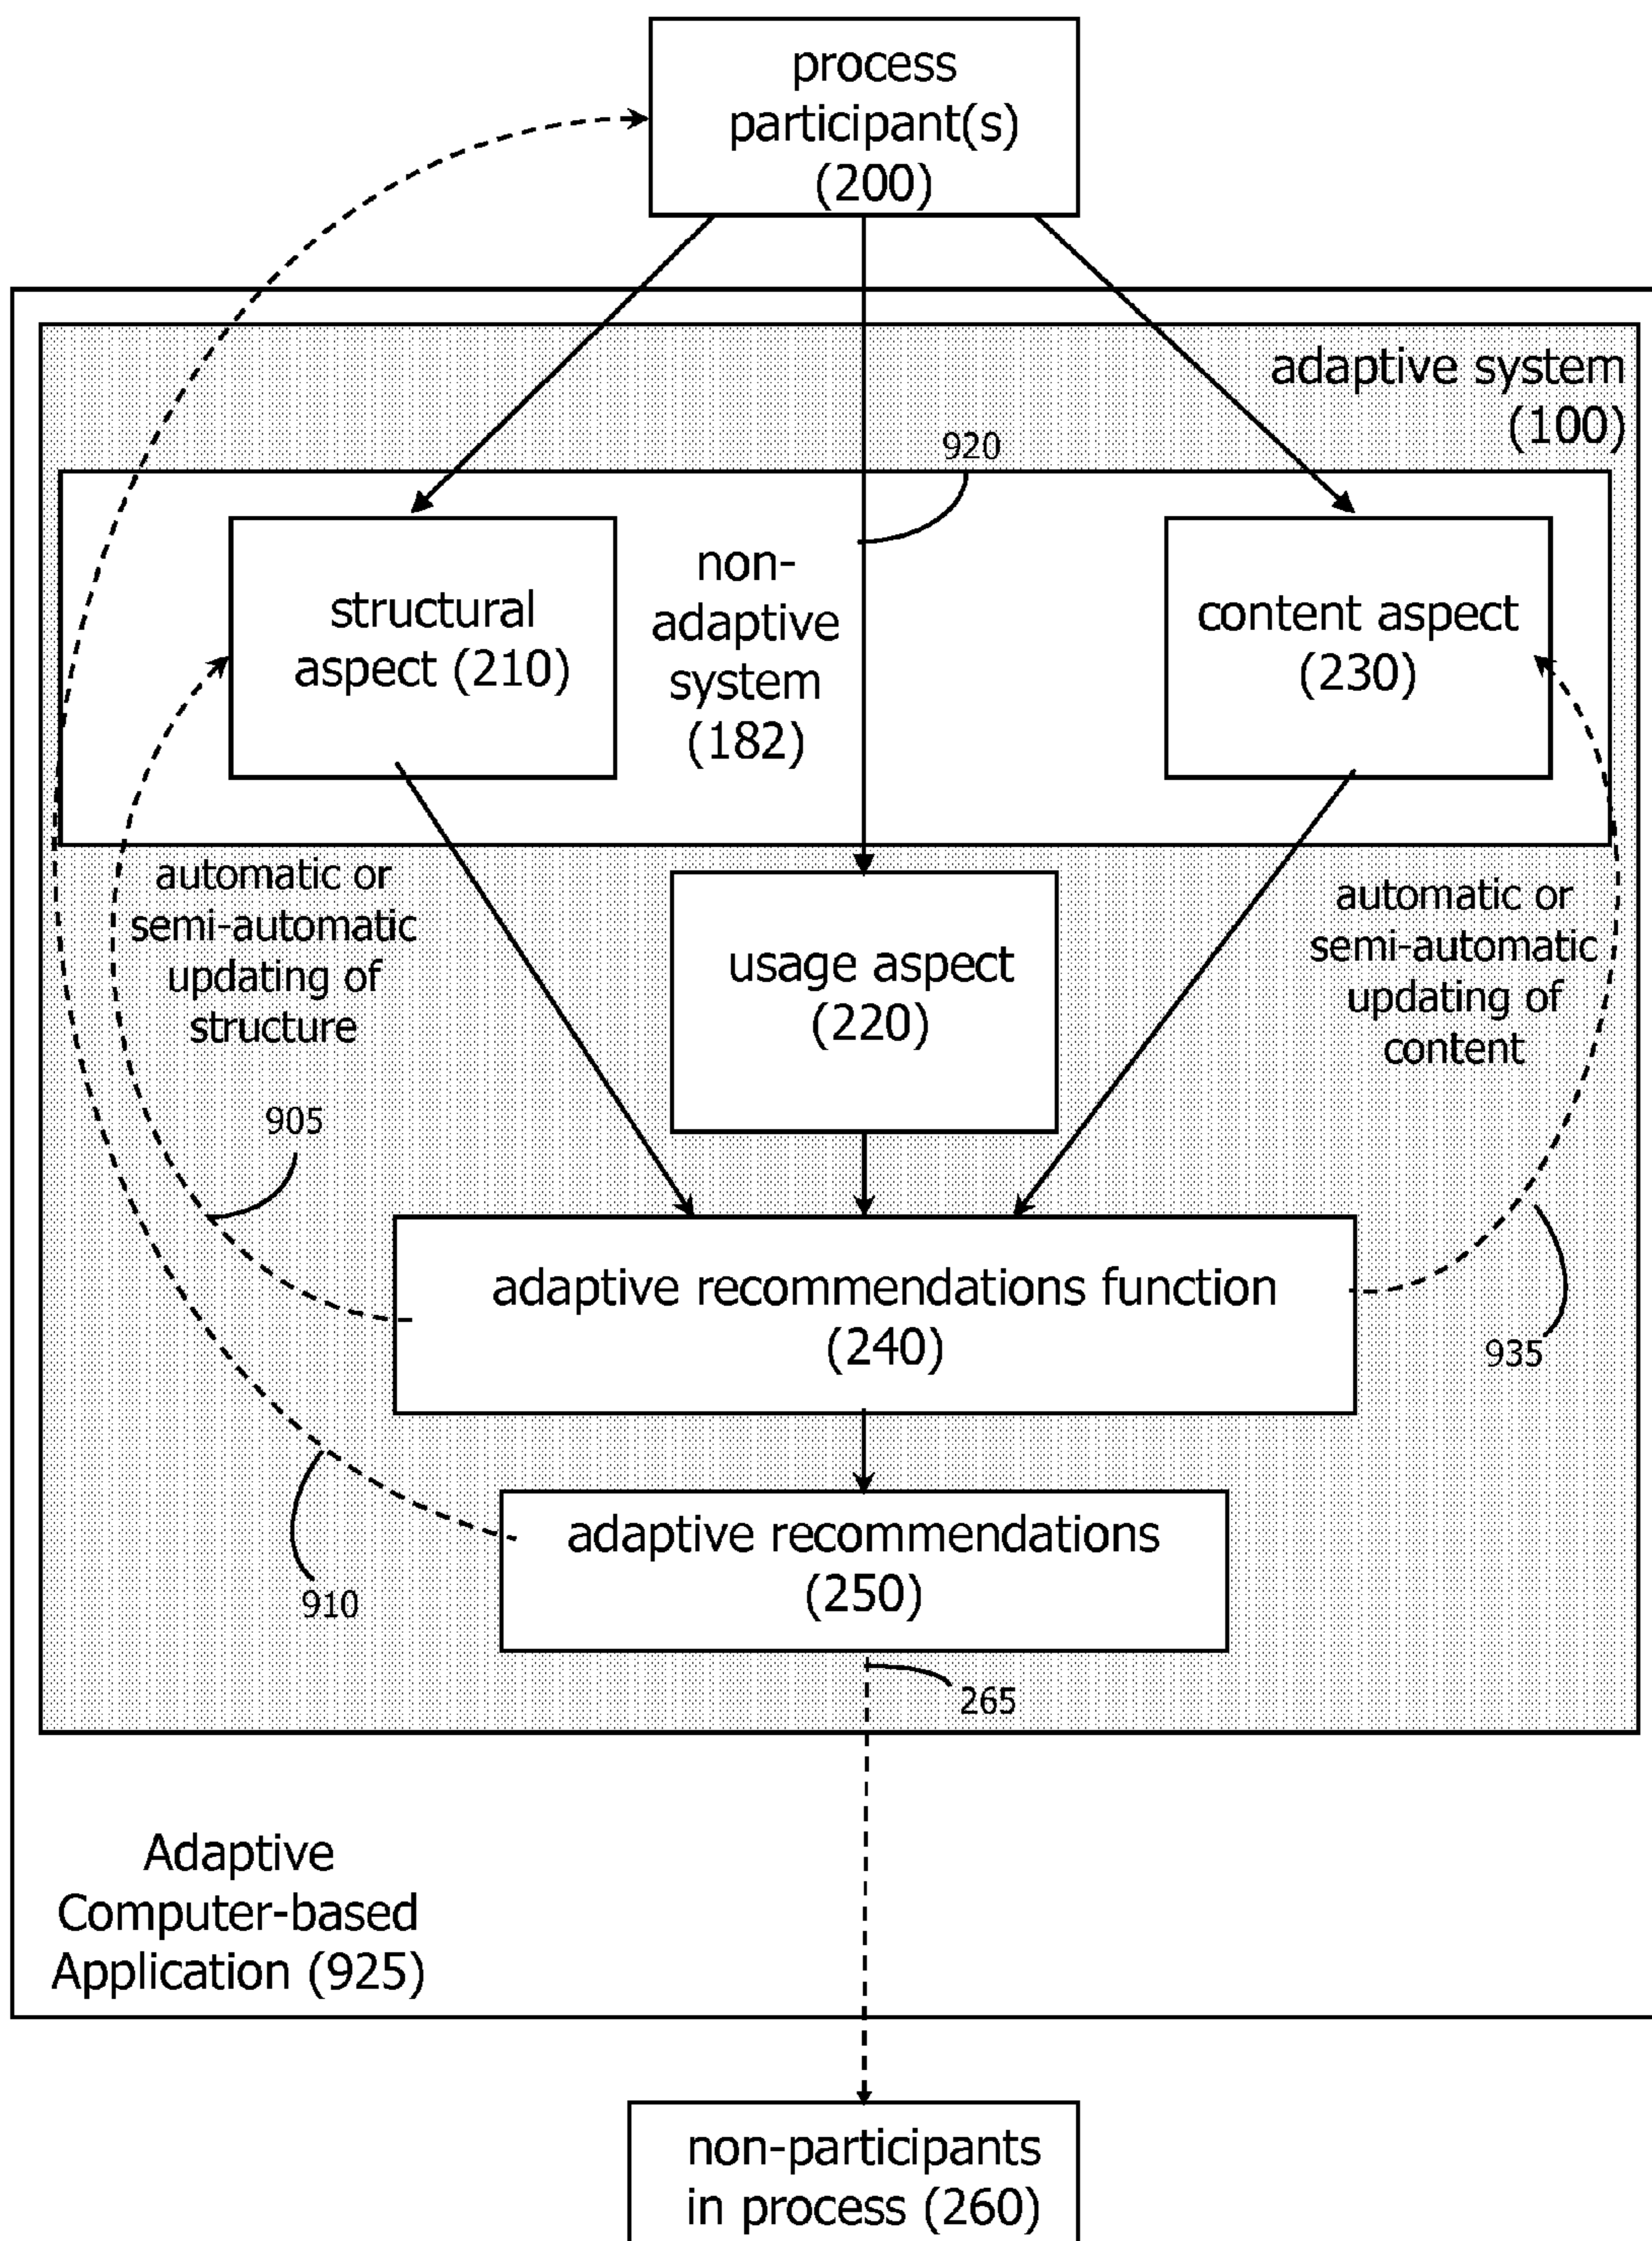 process
participant(s)
(200)
adaptive system
(100)
920
structural
aspect (210)
non-
adaptive
system
(182)
content aspect
(230)
automatic or
semi-automatic
updating of
structure
usage aspect
(220)
automatic or
semi-automatic
updating of
content
905
adaptive recommendations function
(240)
935
adaptive recommendations
(250)
910
265
Adaptive
Computer-based
Application (925)
non-participants
in process (260)